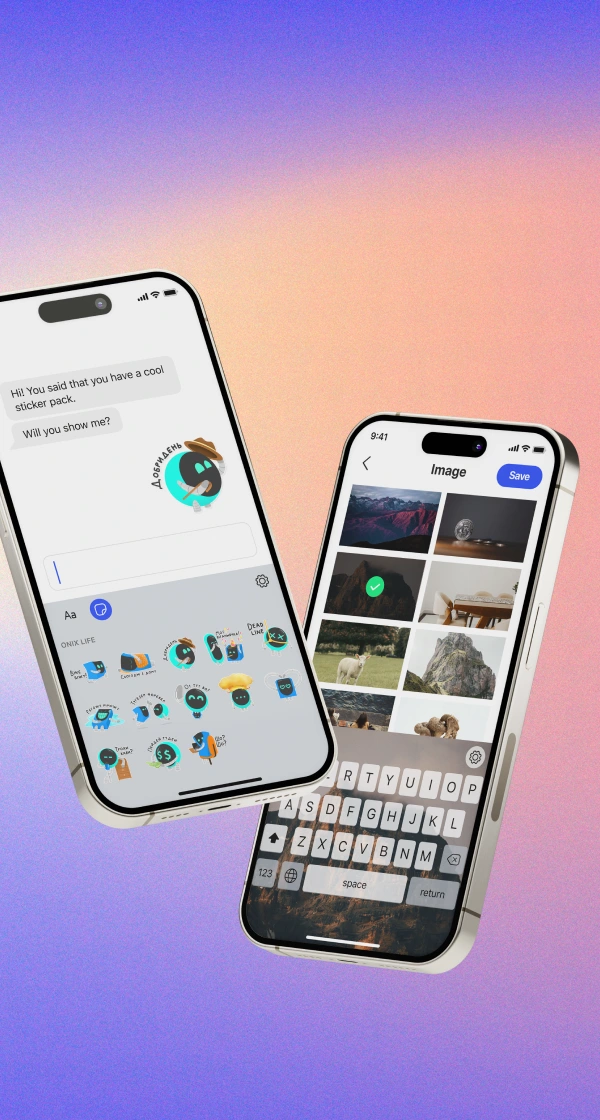 Hi! You said that you have a cool
sticker pack.
Will you show me?
ДОБРИДЕНЬ
Aa
ONIX LIFE
DEAD
LINE
ДОБРИДЕНЬ
9:41
Image
Save
R T Y U I O P
A S D F G H J K L
Z X C V B N M
123
space
return